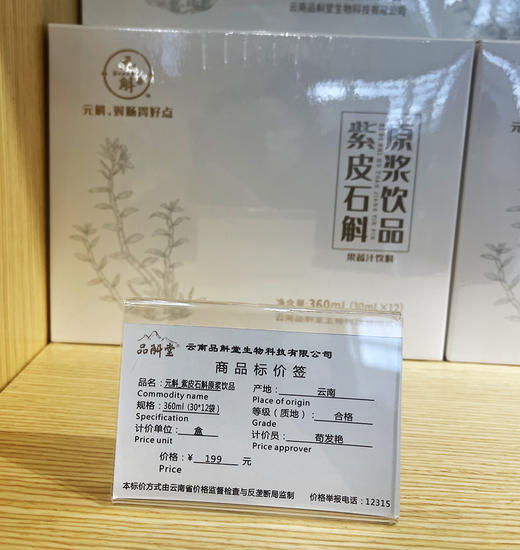 云南品斛堂生物科技有限公司
元斛
元斛，胃肠得好点
紫皮石斛
原浆饮品
果蔬汁饮料
净含量：360ml (30ml×12)
品斛堂 云南品斛堂生物科技有限公司
商品标价签
品名：元斛_紫皮石斛原浆饮品 产地：云南
Commodity name Place of origin
规格：360ml (30*12袋) 等级（质地）：合格
Specification Grade
计价单位：盒 计价员：苟发艳
Price unit Price approver
价格：¥ 199 元
Price
本标价方式由云南省价格监督检查与反垄断局监制 价格举报电话：12315